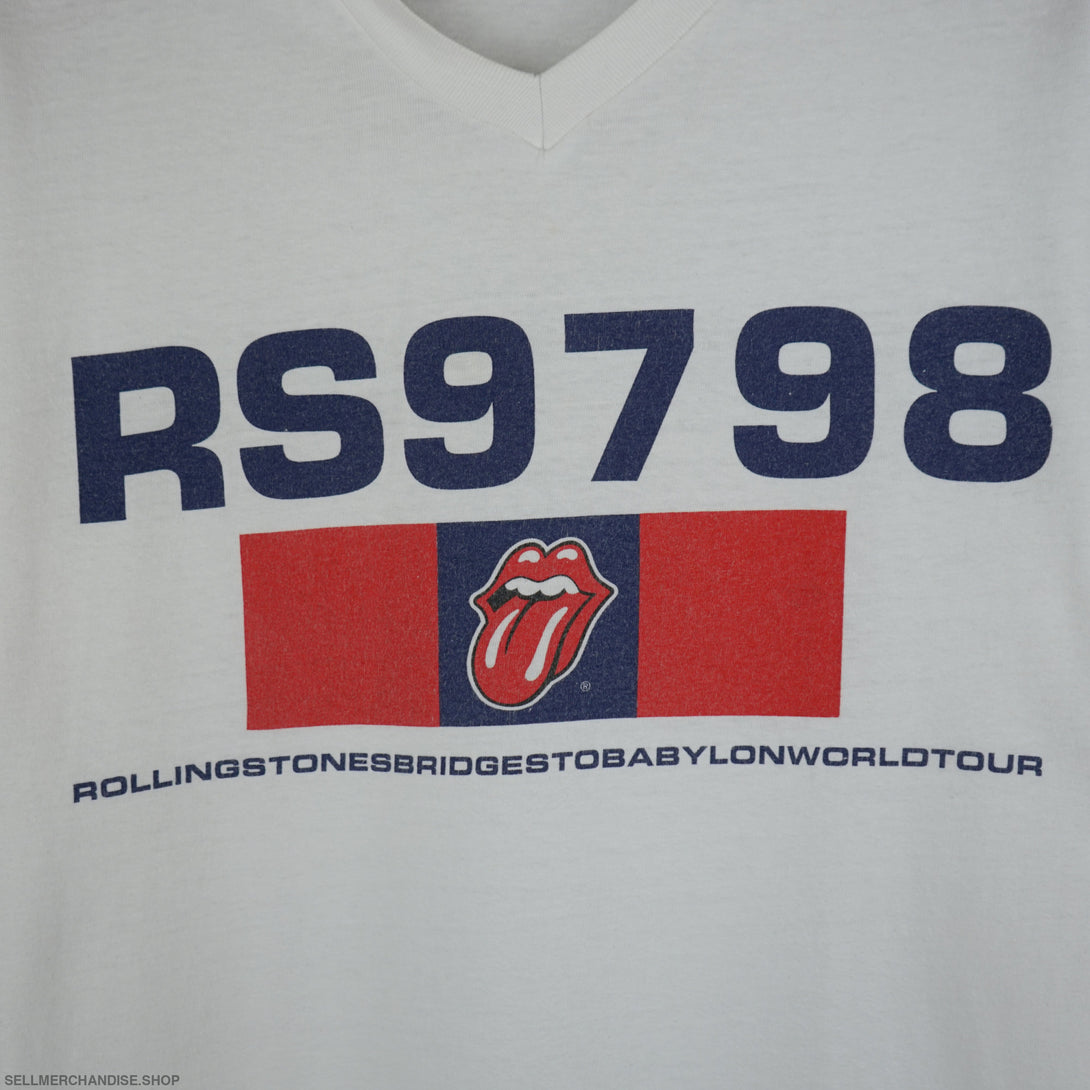 RS9798
®
ROLLINGSTONESBRIDGESTOBABYLONWORLDTOUR
SELLMERCHANDISE.SHOP